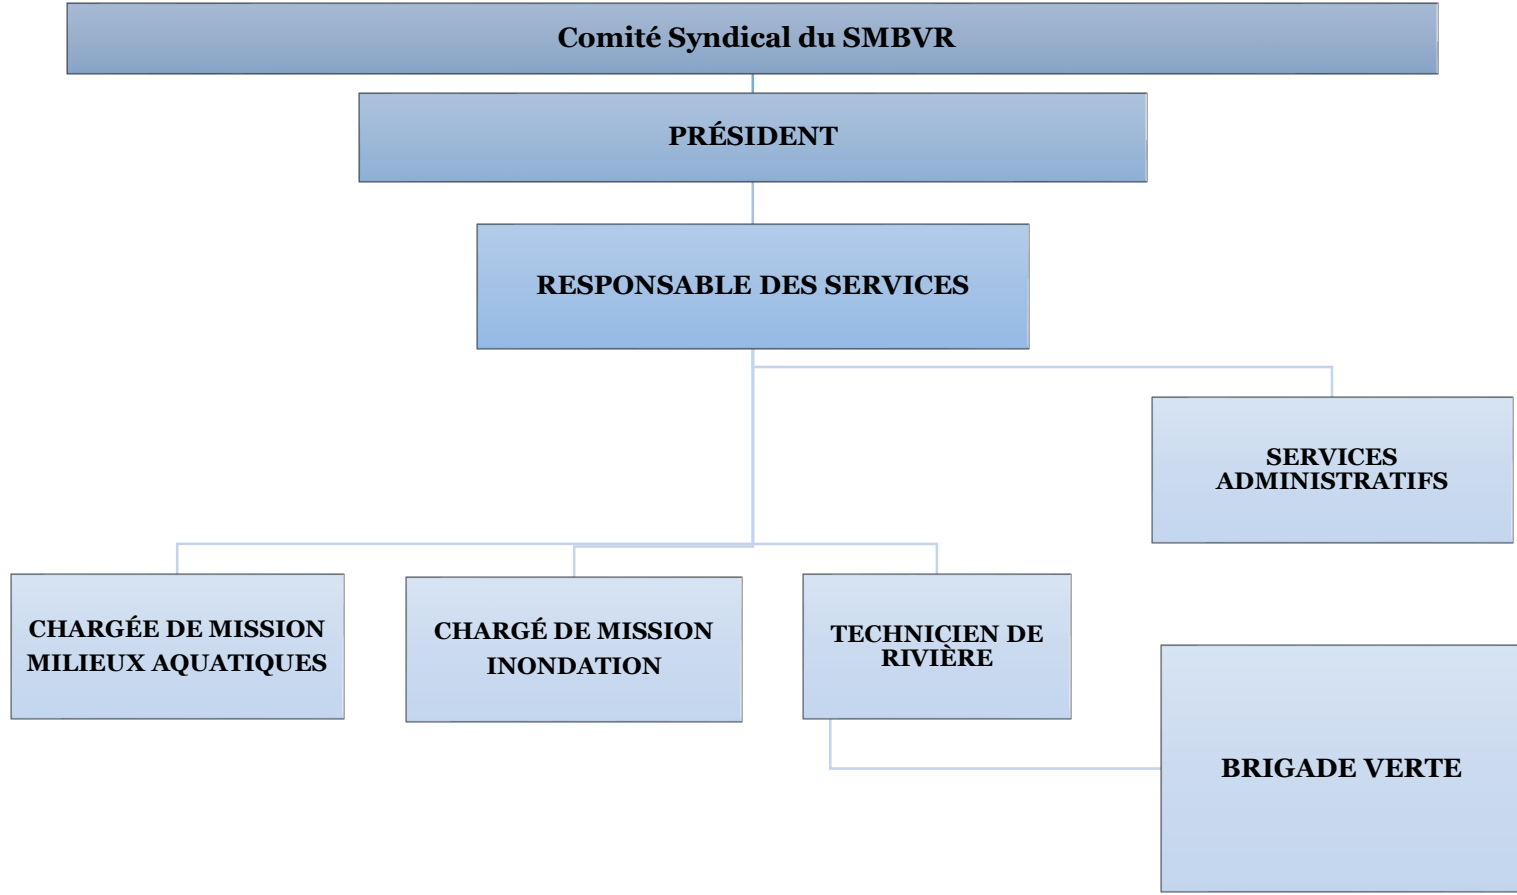 Comité Syndical du SMBVR
PRÉSIDENT
RESPONSABLE DES SERVICES
SERVICES
ADMINISTRATIFS
CHARGÉE DE MISSION
MILIEUX AQUATIQUES
CHARGÉ DE MISSION
INONDATION
TECHNICIEN DE
RIVIÈRE
BRIGADE VERTE